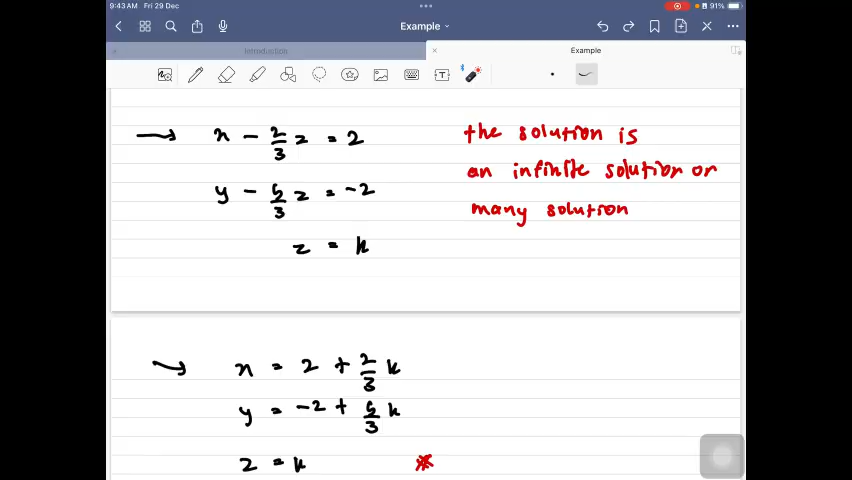 9:43 AM Fri 29 Dec
91%
Example
Introduction
Example
T
→ x - 2/3 z = 2
the solution is
an infinite solution or
y - 5/3 z = -2
many solution
z = k
→ x = 2 + 2/3 k
y = -2 + 5/3 k
z = k *